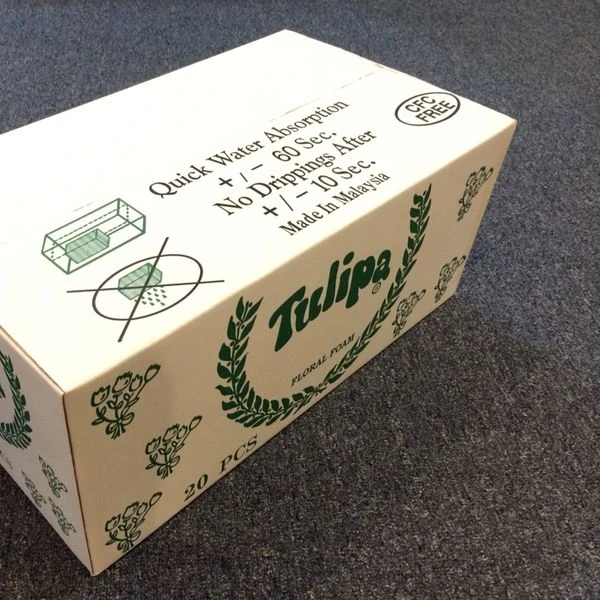 CFC
FREE
Quick Water Absorption
+/- 60 Sec.
No Drippings After
+/- 10 Sec.
Made In Malaysia
Tulipa
FLORAL FOAM
20 PCS